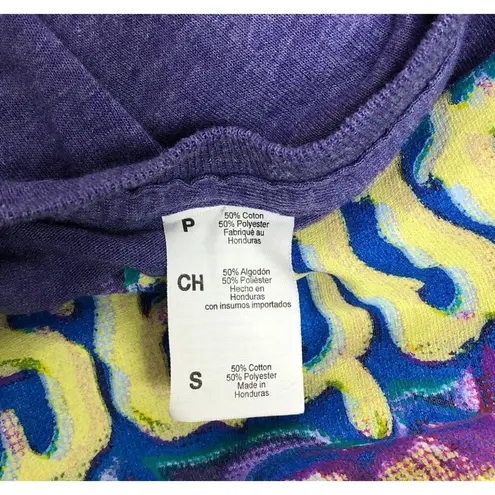 P
50% Cotton
50% Polyester
Fabriqué au
Honduras
CH
50% Algodón
50% Poliéster
Hecho en
Honduras
con insumos importados
S
50% Cotton
50% Polyester
Made in
Honduras